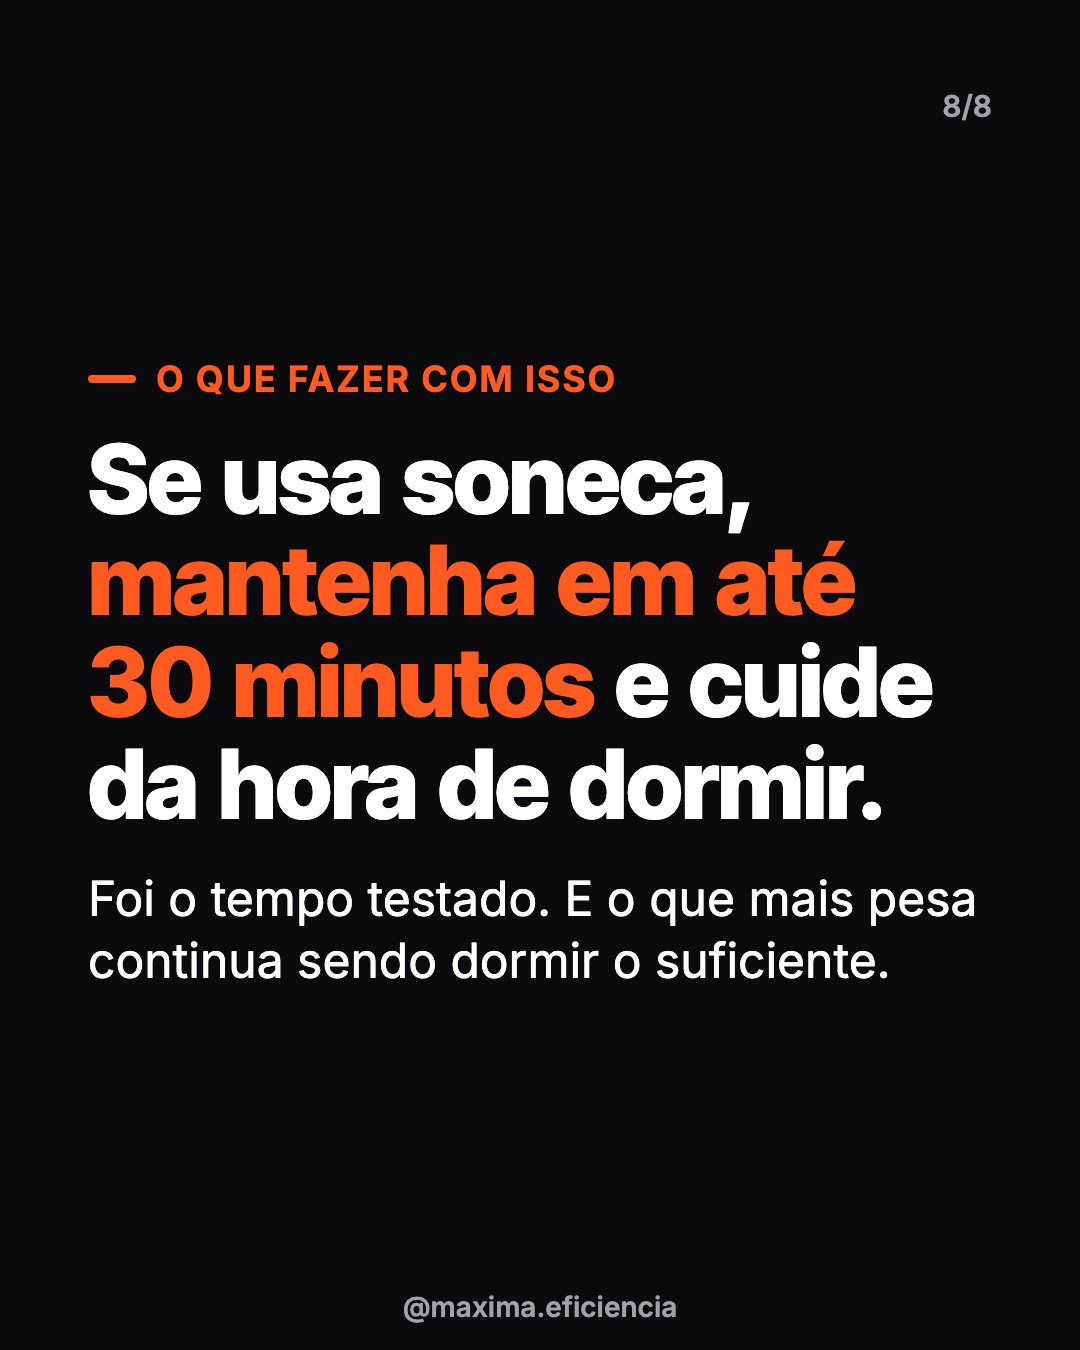 8/8
O QUE FAZER COM ISSO
Se usa soneca,
mantenha em até
30 minutos e cuide
da hora de dormir.
Foi o tempo testado. E o que mais pesa
continua sendo dormir o suficiente.
@maxima.eficiencia